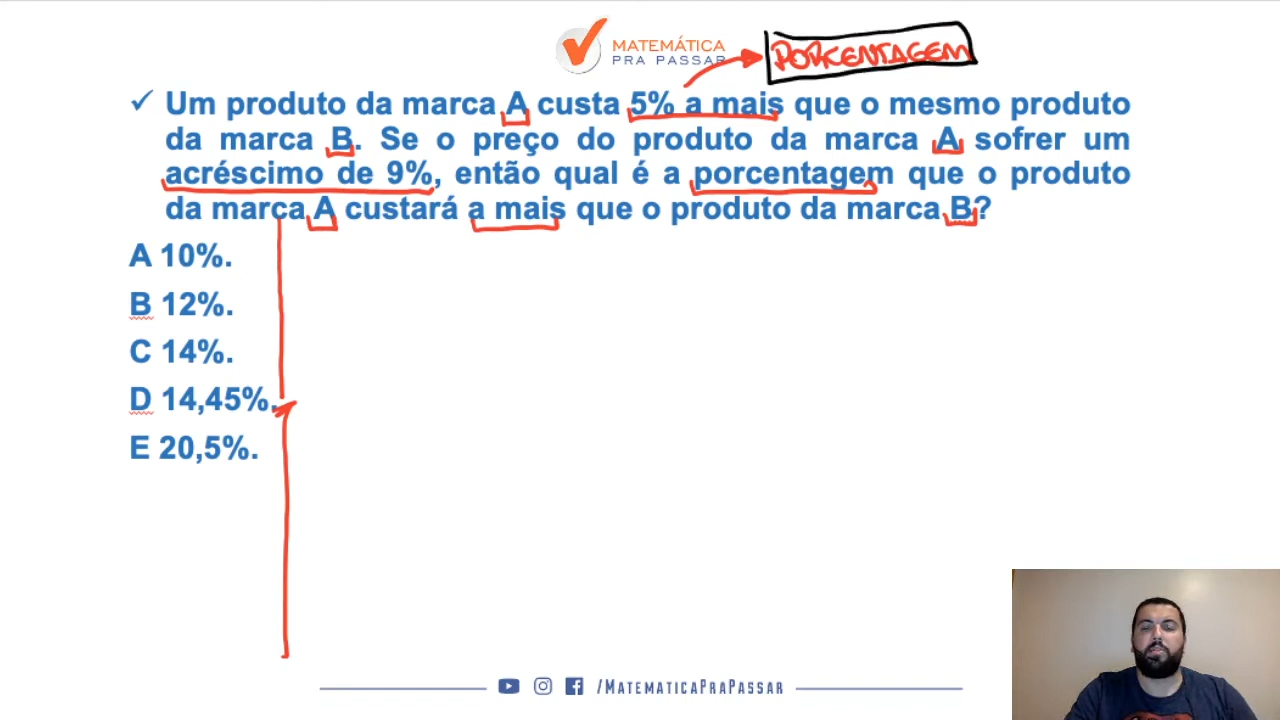 MATEMÁTICA
PRA PASSAR
PORCENTAGEM
✓ Um produto da marca A custa 5% a mais que o mesmo produto
da marca B. Se o preço do produto da marca A sofrer um
acréscimo de 9%, então qual é a porcentagem que o produto
da marca A custará a mais que o produto da marca B?
A 10%.
B 12%.
C 14%.
D 14,45%.
E 20,5%.
/MATEMATICAPRAPASSAR